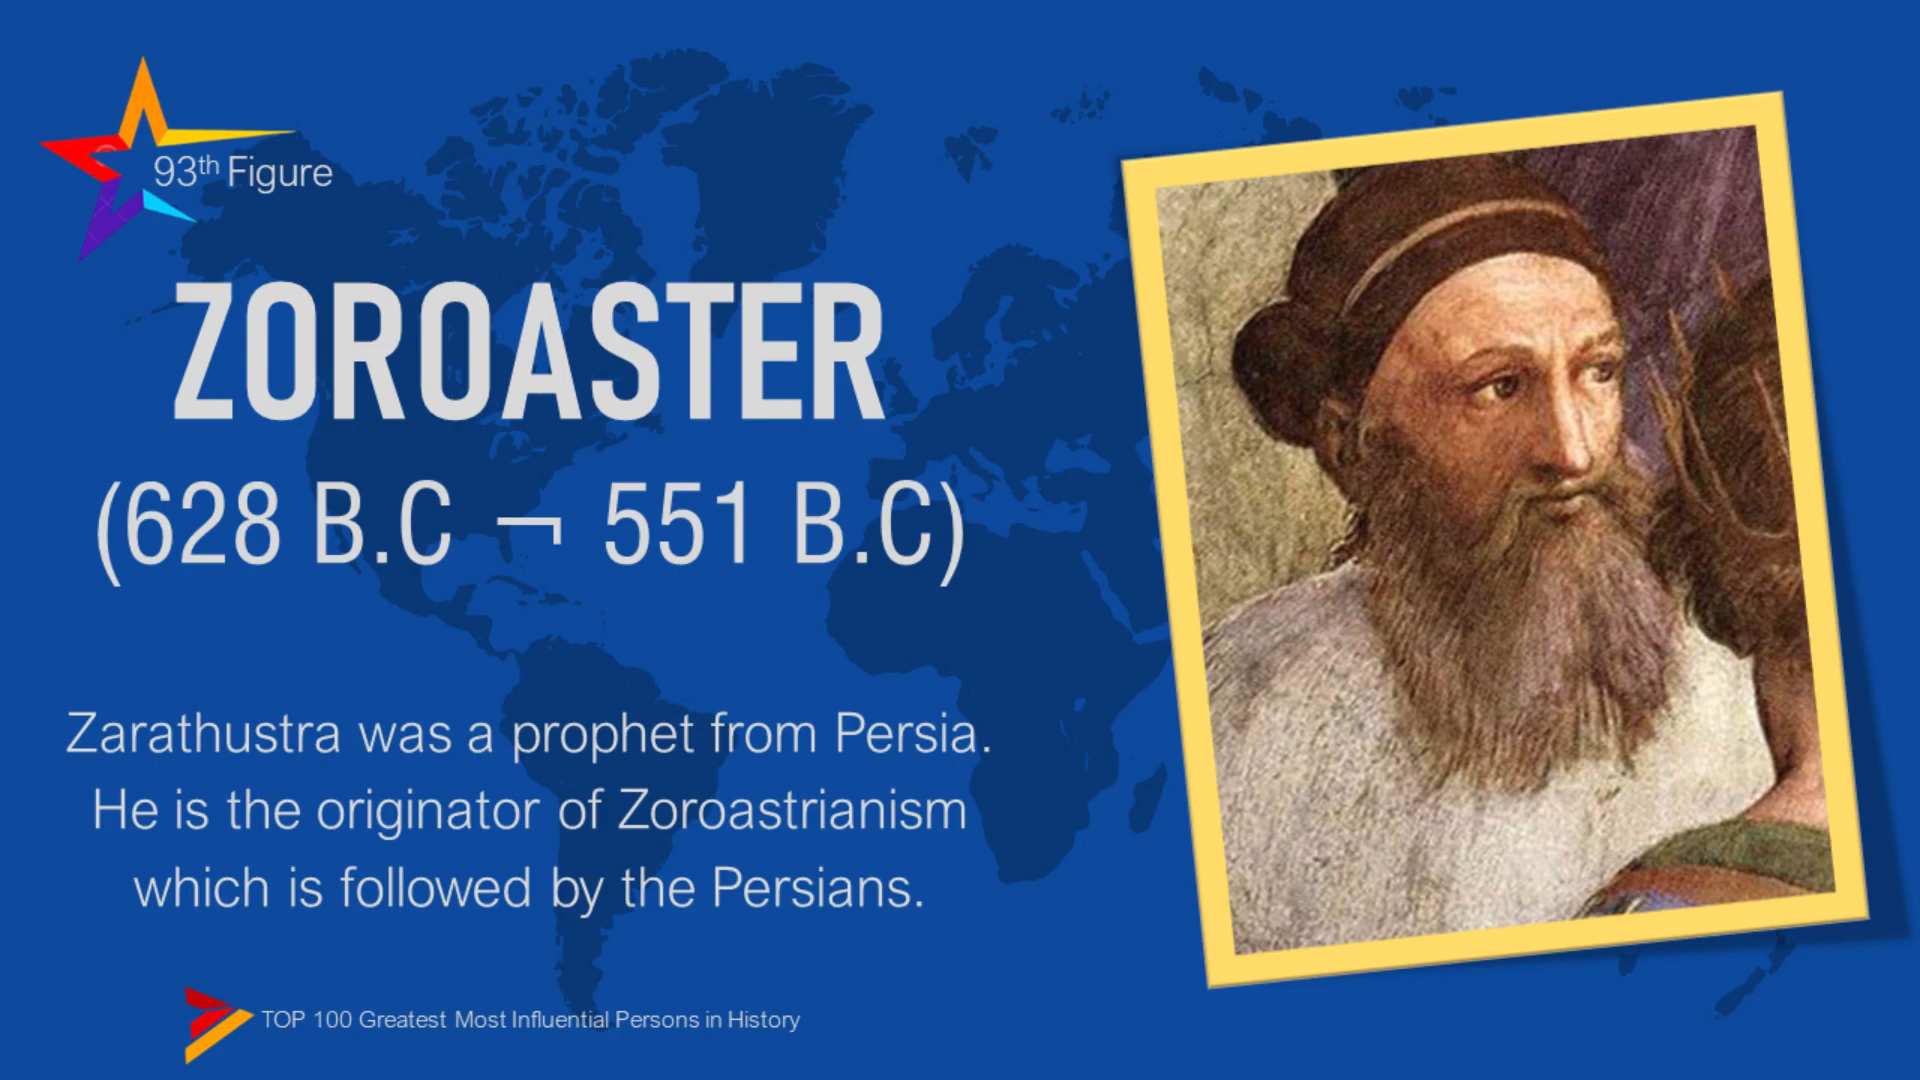 93th Figure
ZOROASTER
(628 B.C ¬ 551 B.C)
Zarathustra was a prophet from Persia.
He is the originator of Zoroastrianism
which is followed by the Persians.
TOP 100 Greatest Most Influential Persons in History